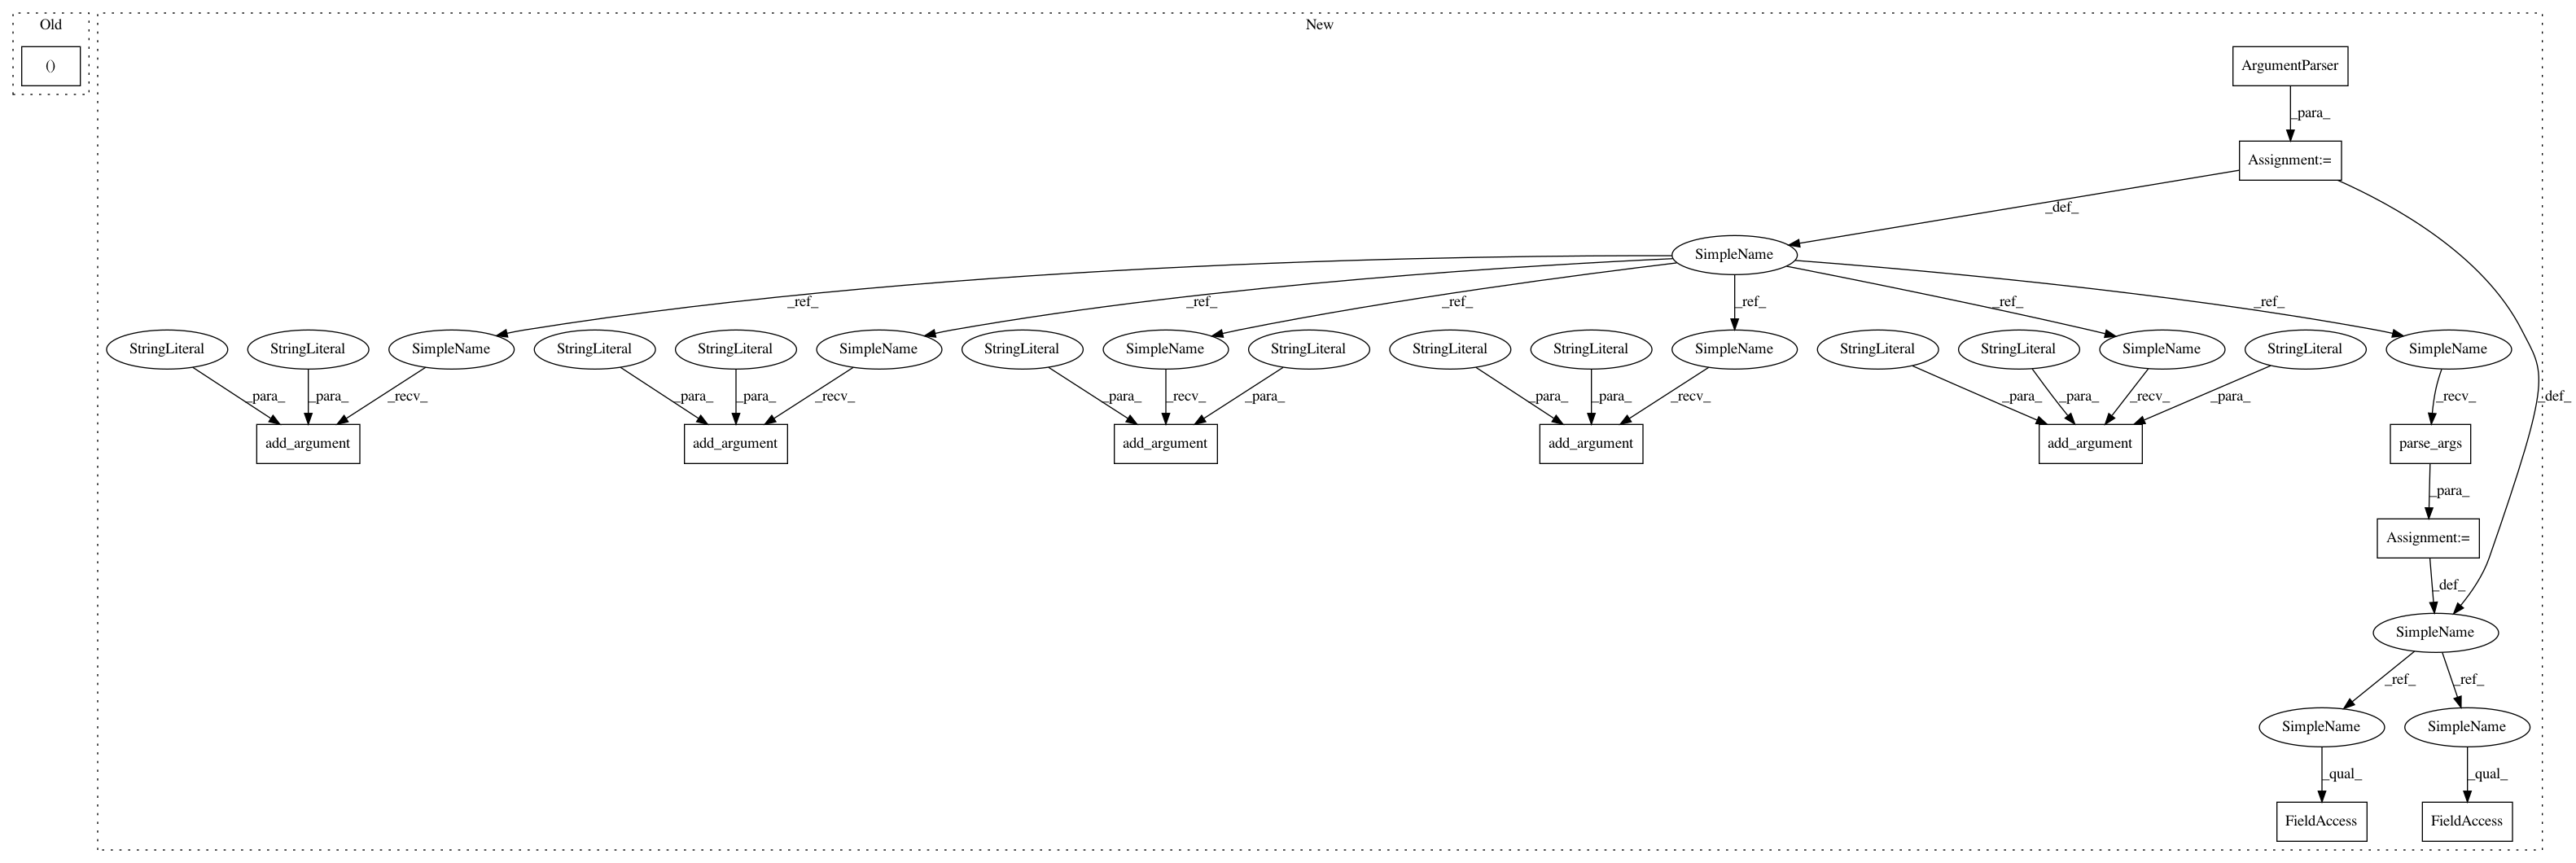 Old
New
()
ArgumentParser
_para_
Assignment:=
_def_
SimpleName
_ref_ _ref_ _ref_ _ref_ _ref_ _ref_
StringLiteral StringLiteral SimpleName StringLiteral StringLiteral SimpleName StringLiteral SimpleName StringLiteral StringLiteral StringLiteral SimpleName StringLiteral StringLiteral SimpleName StringLiteral SimpleName
_para_ _para_ _recv_ _para_ _para_ _recv_ _para_ _recv_ _para_ _para_ _para_ _recv_ _para_ _para_ _recv_ _para_ _recv_ _def_
add_argument add_argument add_argument add_argument add_argument parse_args
_para_
Assignment:=
_def_
SimpleName
_ref_ _ref_
SimpleName SimpleName
_qual_ _qual_
FieldAccess FieldAccess